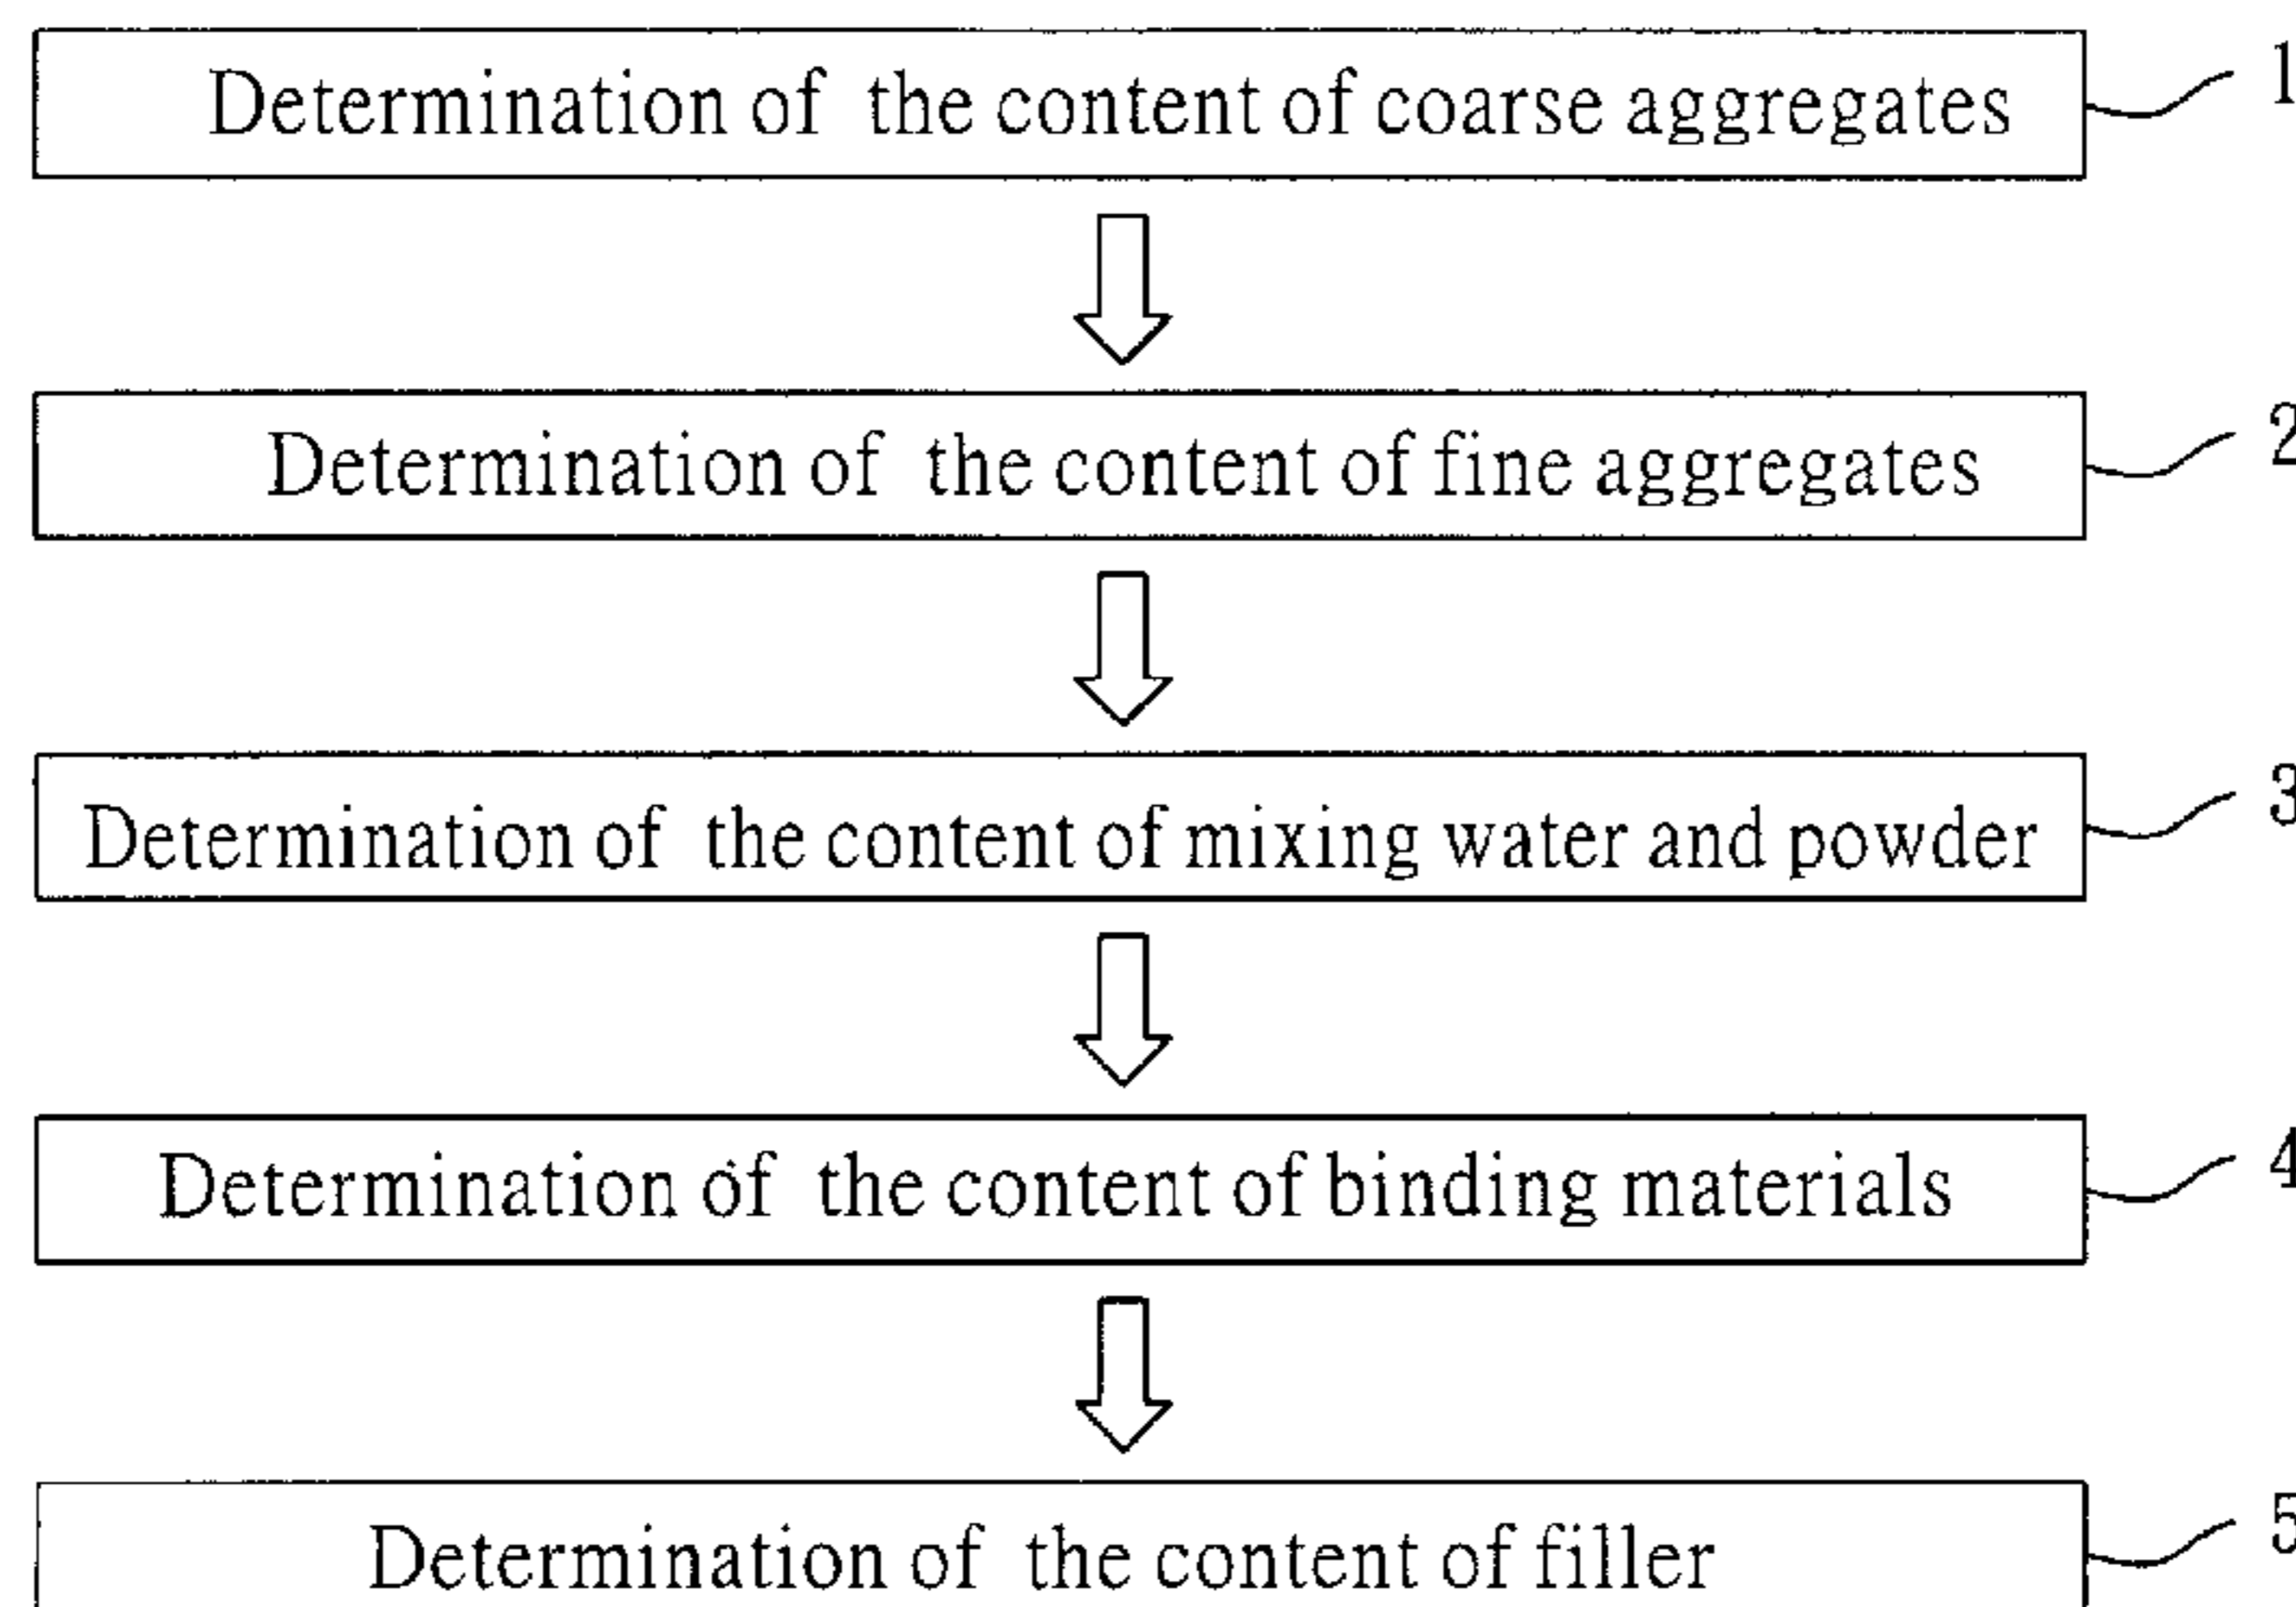 Determination of the content of coarse aggregates 1
Determination of the content of fine aggregates 2
Determination of the content of mixing water and powder 3
Determination of the content of binding materials 4
Determination of the content of filler 5